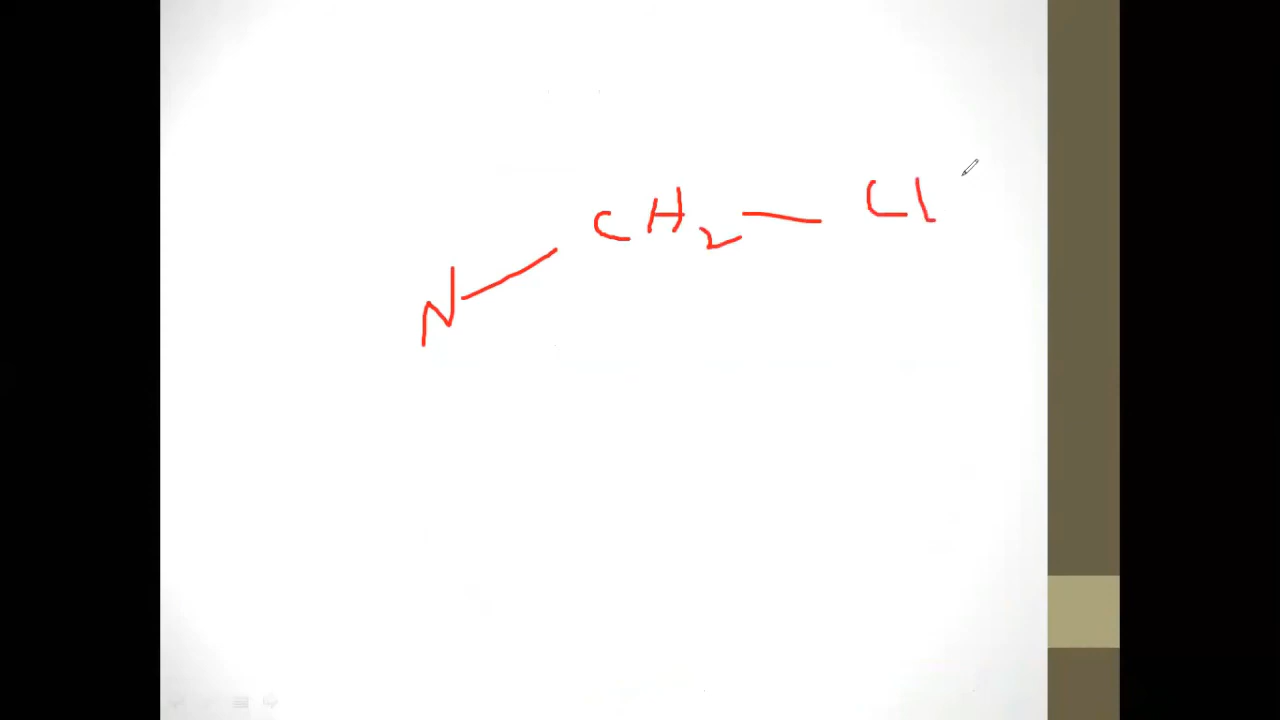 N — CH2 — Cl